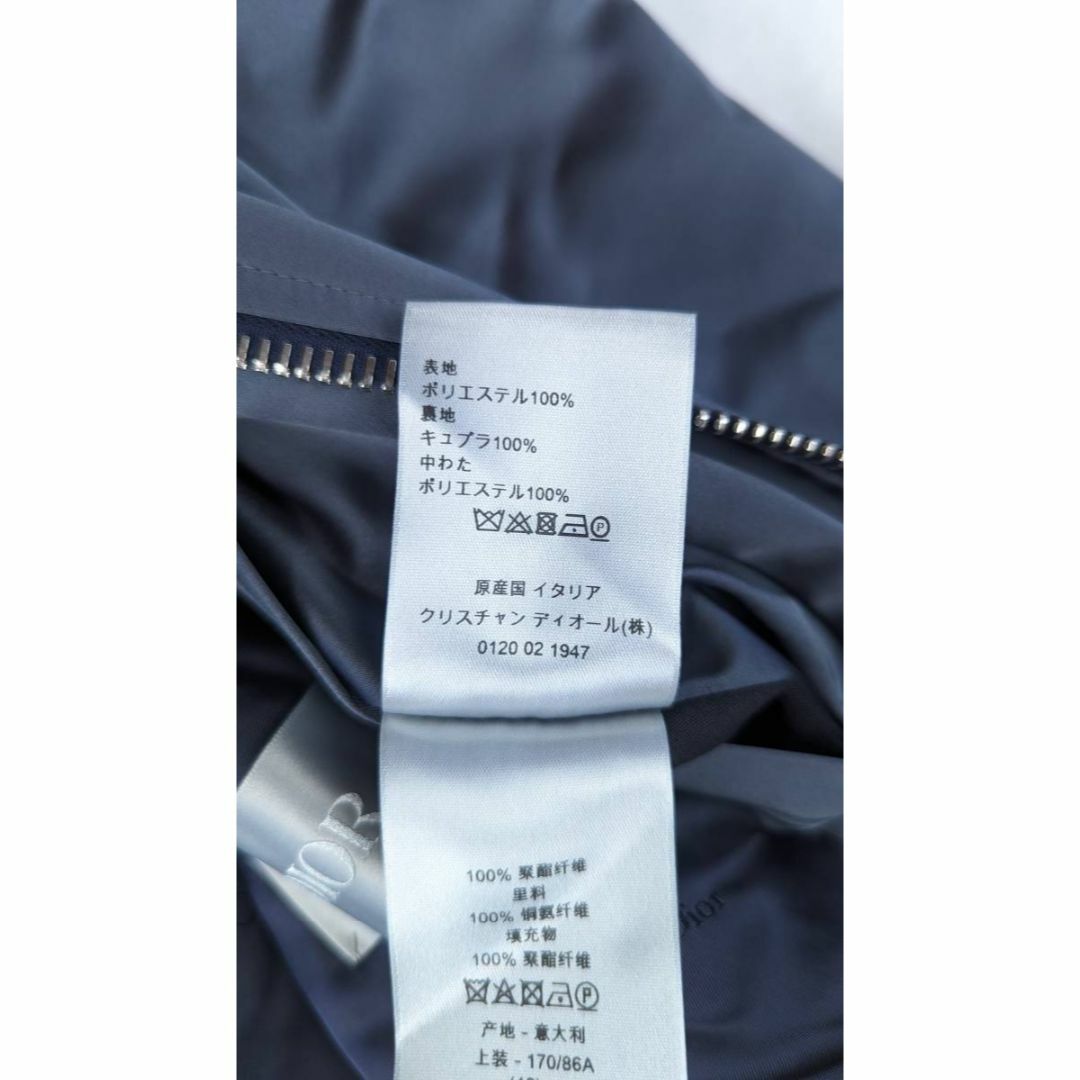 表地
ポリエステル100%
裏地
キュプラ100%
中わた
ポリエステル100%
P
原産国 イタリア
クリスチャン ディオール(株)
0120 02 1947
IOR
100% 聚酯纤维
里料
100% 铜氨纤维
填充物
100% 聚酯纤维
P
产地 - 意大利
上装 - 170/86A